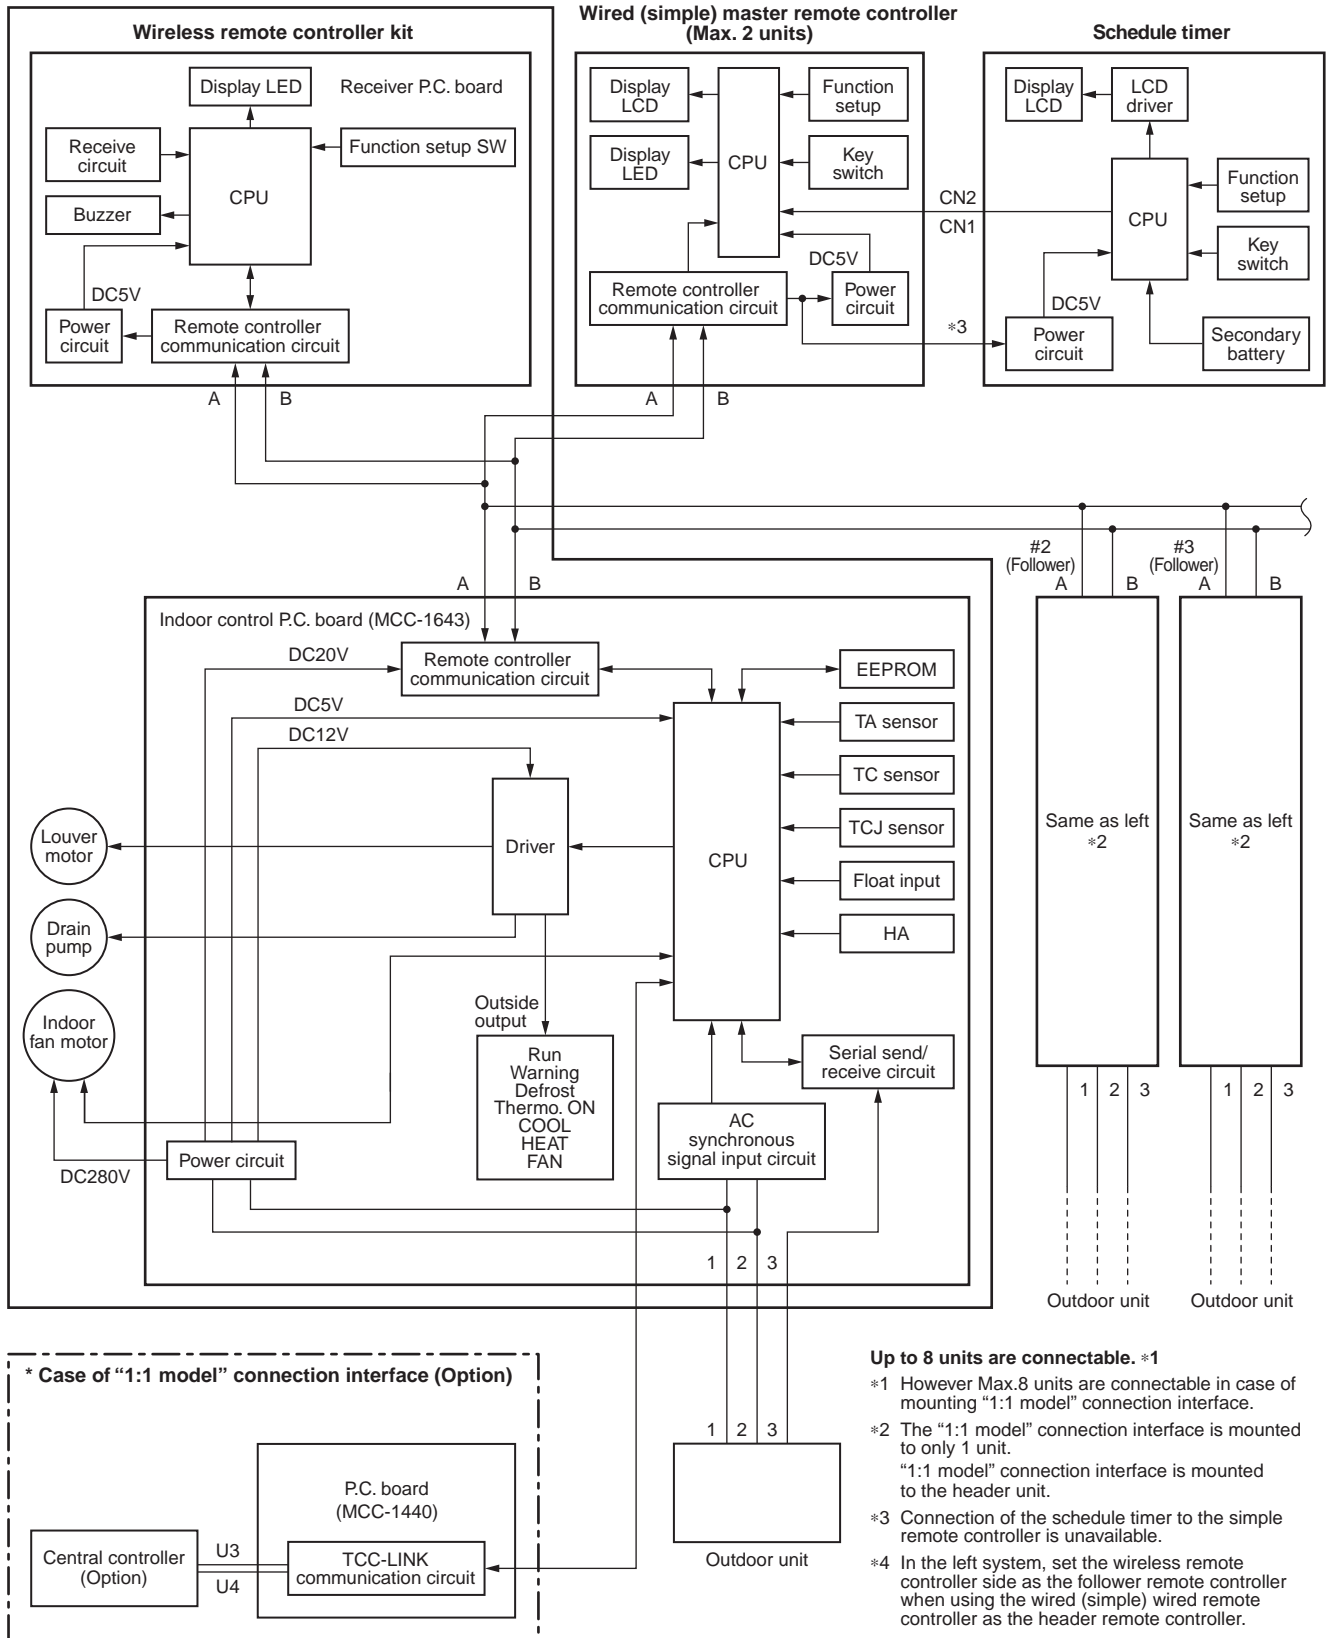 Wireless remote controller kit
Display LED
Receiver P.C. board
Receive
circuit
CPU
Function setup SW
Buzzer
DC5V
Power
circuit
Remote controller
communication circuit
A
B
Wired (simple) master remote controller
(Max. 2 units)
Display
LCD
Display
LED
CPU
Function
setup
Key
switch
DC5V
Remote controller
communication circuit
Power
circuit
A
B
CN2
CN1
*3
Schedule timer
Display
LCD
LCD
driver
CPU
Function
setup
Key
switch
DC5V
Power
circuit
Secondary
battery
A
B
#2
(Follower)
A
B
#3
(Follower)
A
B
Indoor control P.C. board (MCC-1643)
DC20V
Remote controller
communication circuit
DC5V
DC12V
EEPROM
TA sensor
TC sensor
TCJ sensor
Float input
HA
CPU
Driver
Louver
motor
Drain
pump
Indoor
fan motor
DC280V
Power circuit
Outside
output
Run
Warning
Defrost
Thermo. ON
COOL
HEAT
FAN
Serial send/
receive circuit
AC
synchronous
signal input circuit
1
2
3
Same as left
*2
Same as left
*2
1
2
3
1
2
3
Outdoor unit
Outdoor unit
* Case of “1:1 model” connection interface (Option)
P.C. board
(MCC-1440)
Central controller
(Option)
U3
U4
TCC-LINK
communication circuit
1
2
3
Outdoor unit
Up to 8 units are connectable. *1
*1 However Max.8 units are connectable in case of
mounting “1:1 model” connection interface.
*2 The “1:1 model” connection interface is mounted
to only 1 unit.
“1:1 model” connection interface is mounted
to the header unit.
*3 Connection of the schedule timer to the simple
remote controller is unavailable.
*4 In the left system, set the wireless remote
controller side as the follower remote controller
when using the wired (simple) wired remote
controller as the header remote controller.